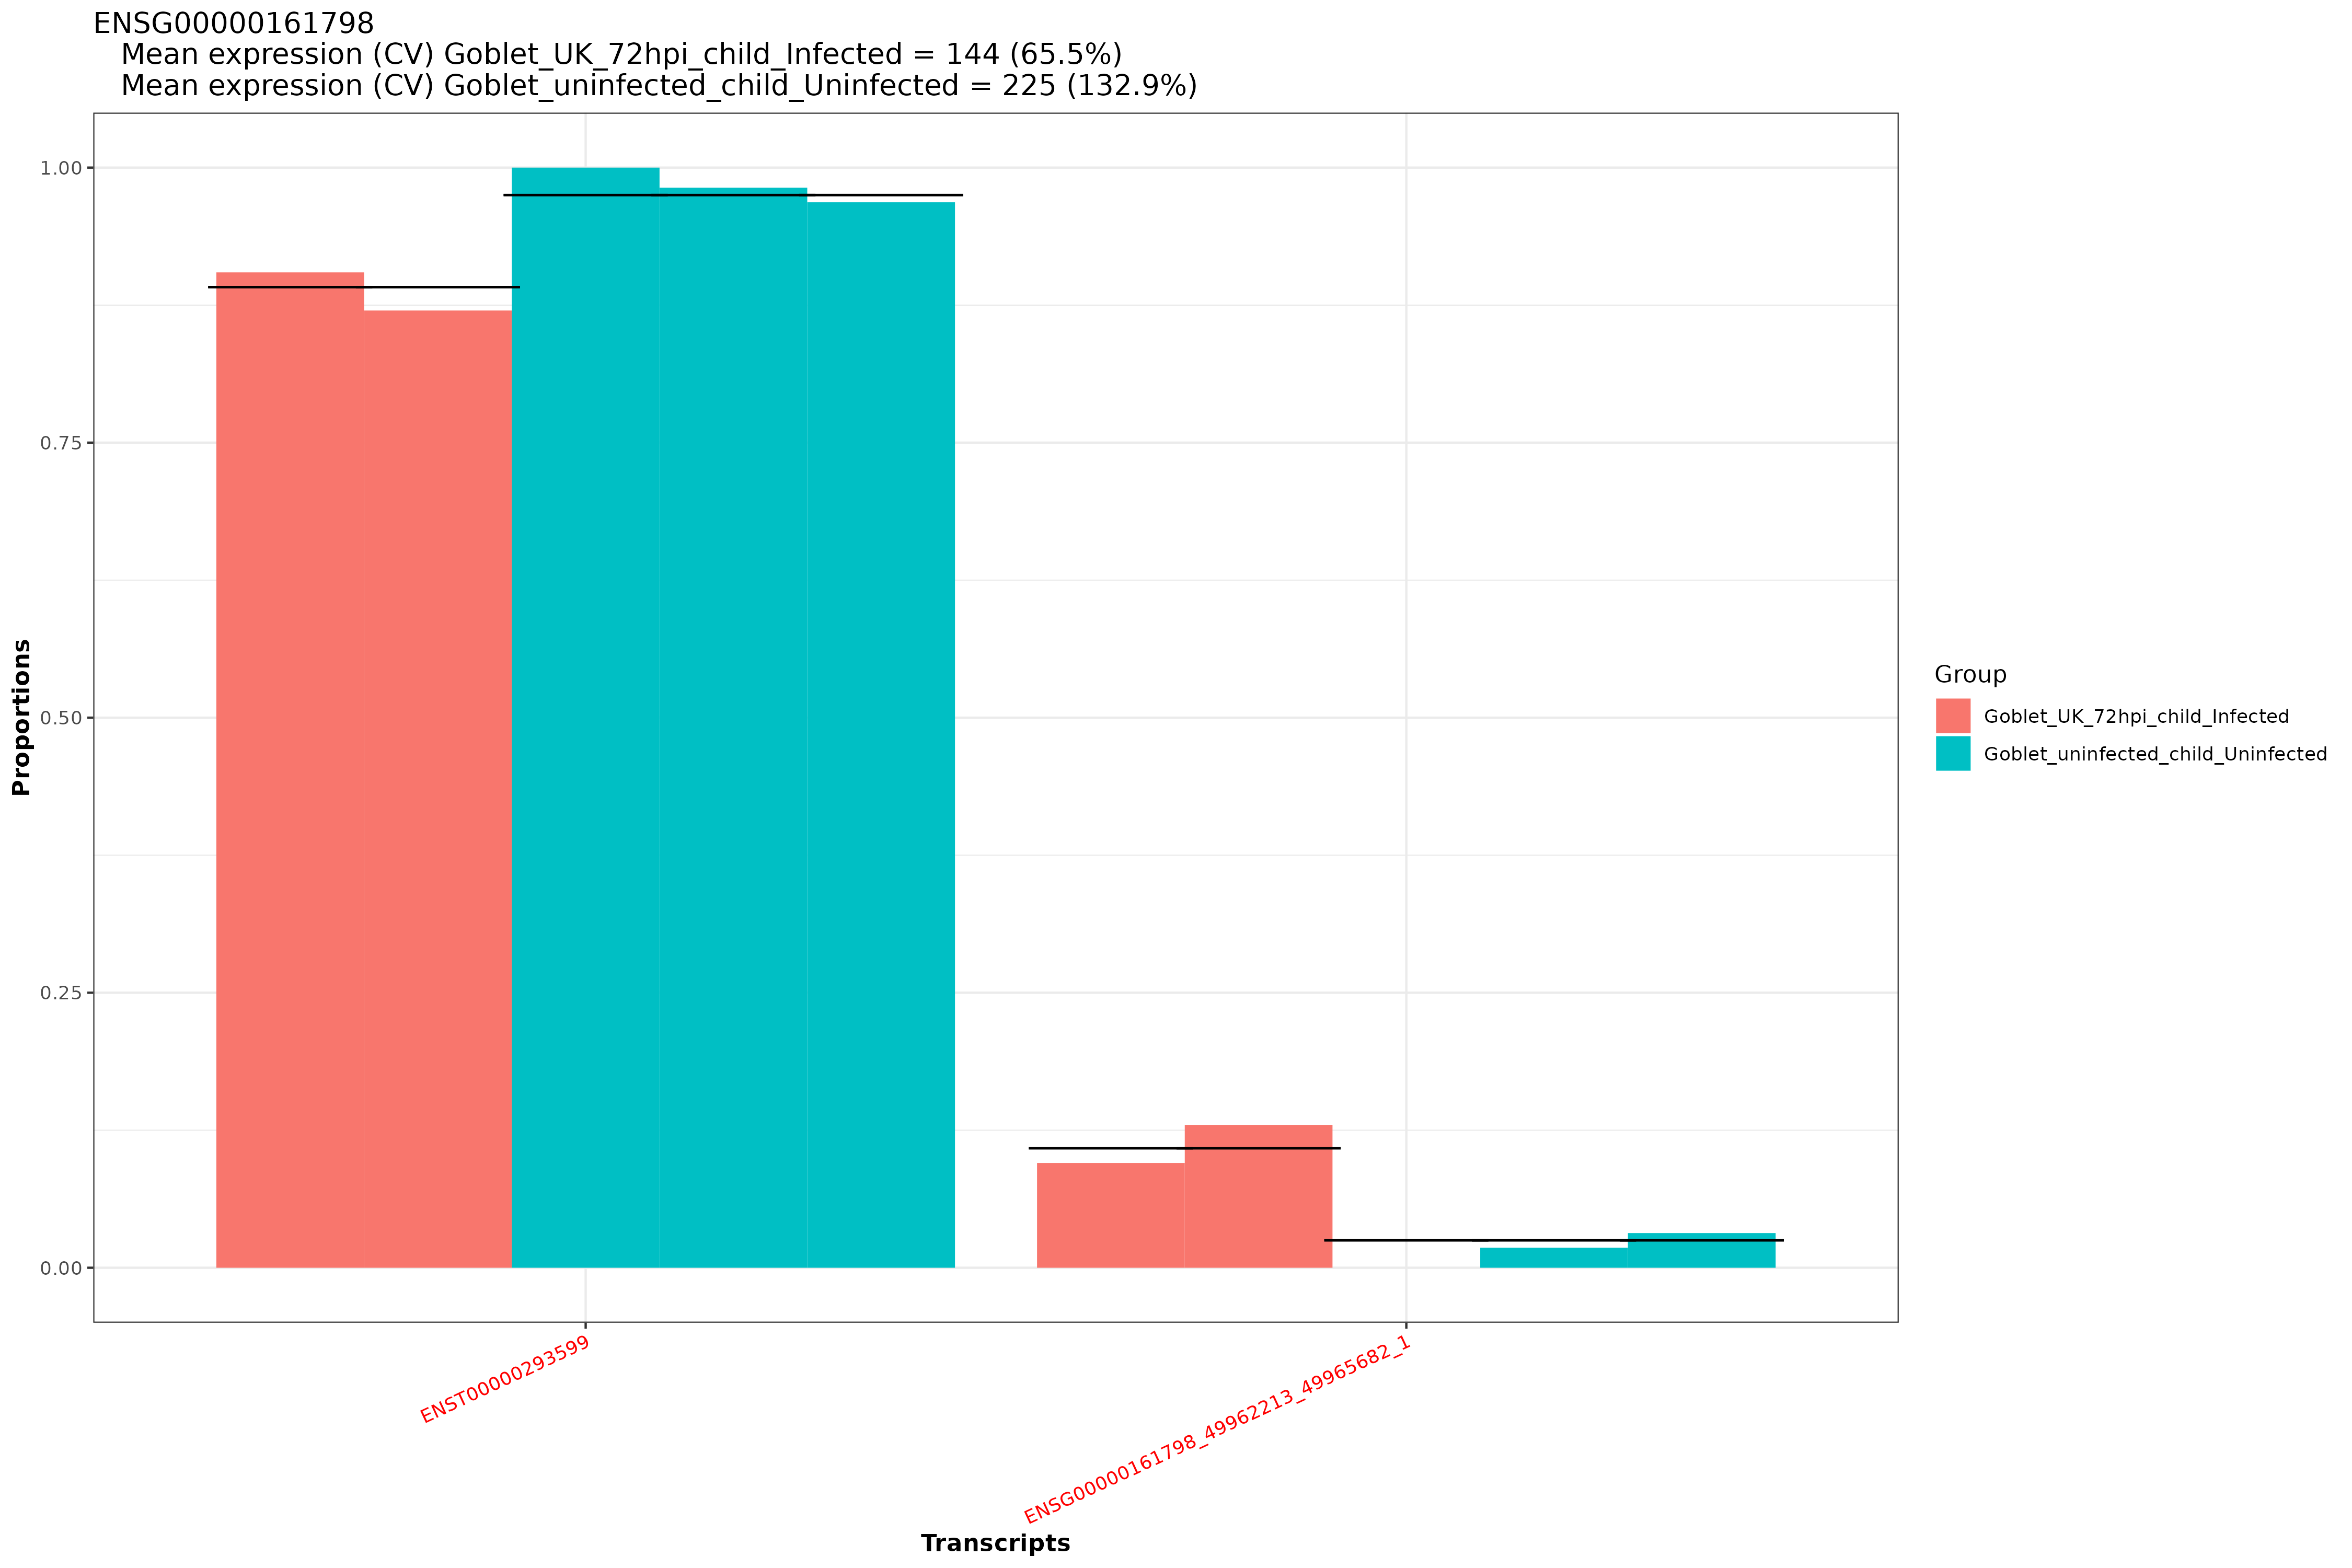 ENSG00000161798
Mean expression (CV) Goblet_UK_72hpi_child_Infected = 144 (65.5%)
Mean expression (CV) Goblet_uninfected_child_Uninfected = 225 (132.9%)
1.00
0.75
0.50
0.25
0.00
Proportions
ENST00000293599
ENSG00000161798_49962213_49965682_1
Transcripts
Group
Goblet_UK_72hpi_child_Infected
Goblet_uninfected_child_Uninfected